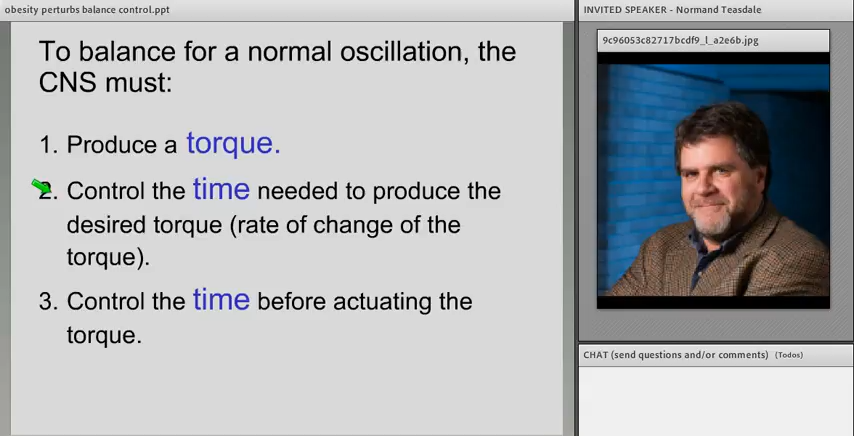 obesity perturbs balance control.ppt
To balance for a normal oscillation, the
CNS must:
1. Produce a torque.
2. Control the time needed to produce the
desired torque (rate of change of the
torque).
3. Control the time before actuating the
torque.
INVITED SPEAKER - Normand Teasdale
9c96053c82717bcdf9_l_a2e6b.jpg
CHAT (send questions and/or comments) (Todos)